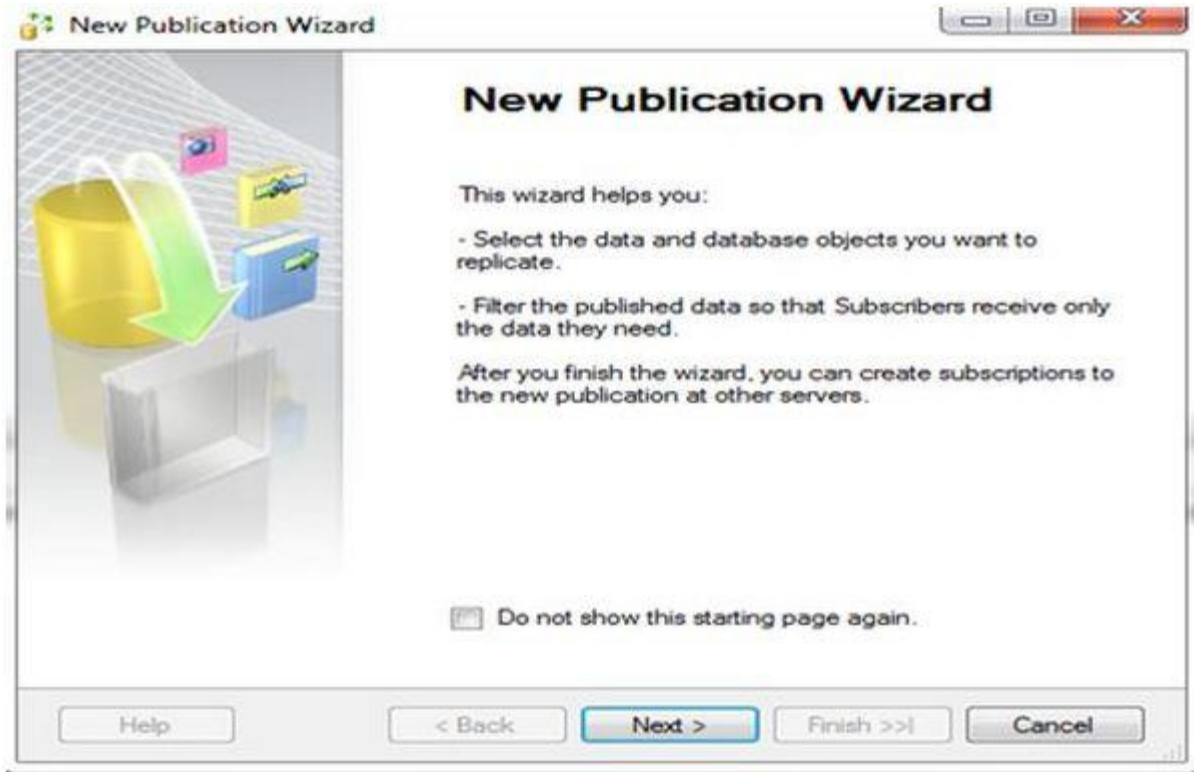 New Publication Wizard
New Publication Wizard
This wizard helps you:
- Select the data and database objects you want to
replicate.
- Filter the published data so that Subscribers receive only
the data they need.
After you finish the wizard, you can create subscriptions to
the new publication at other servers.
Do not show this starting page again.
Help
< Back
Next >
Finish >>|
Cancel